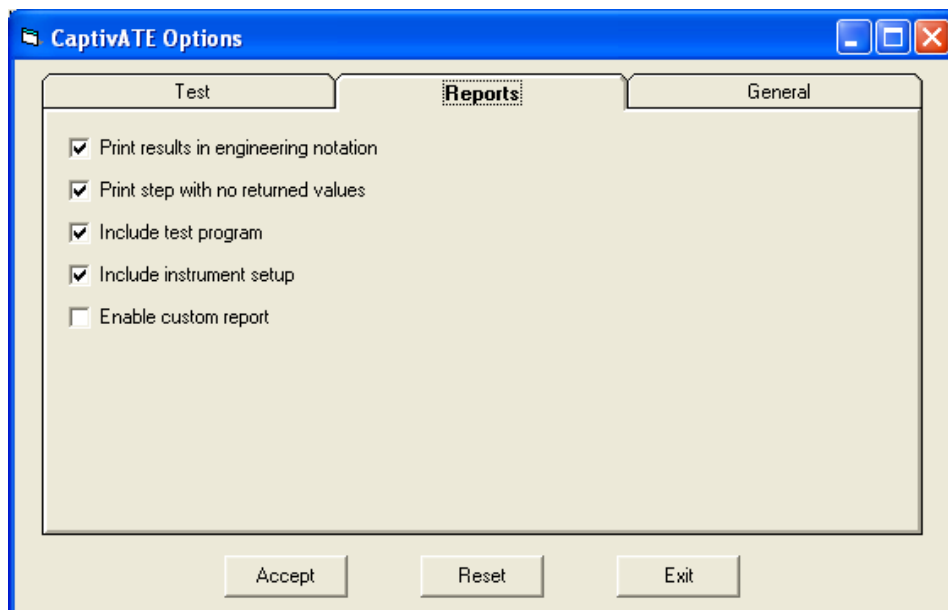 CaptivATE Options
Test Reports General
Print results in engineering notation
Print step with no returned values
Include test program
Include instrument setup
Enable custom report
Accept Reset Exit